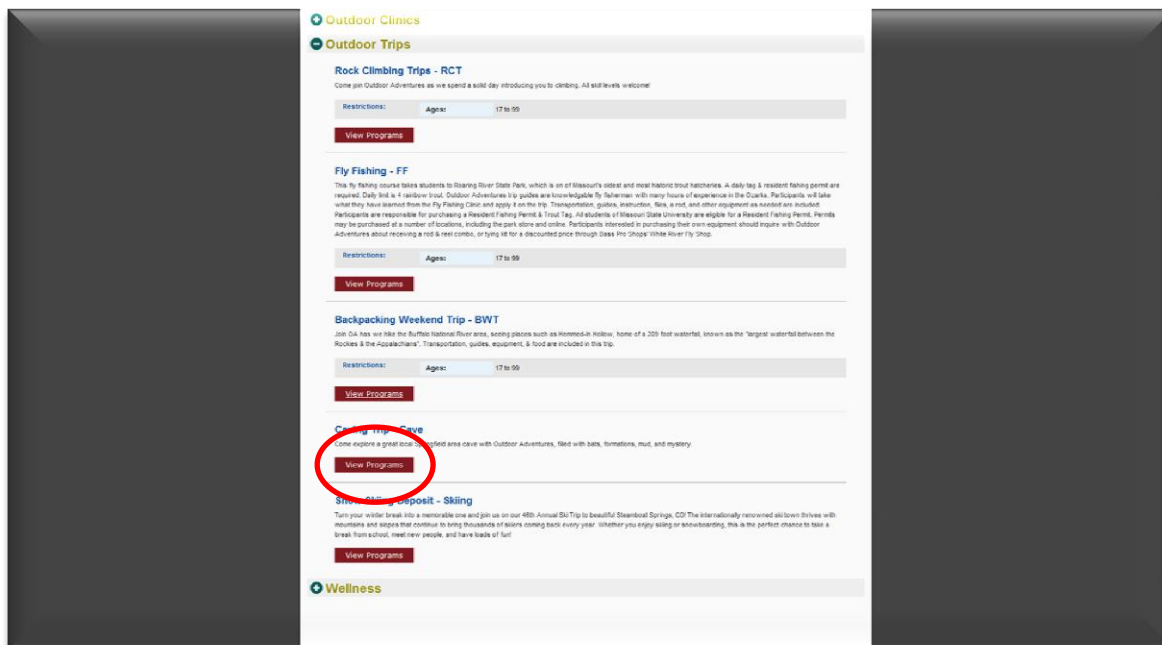 Outdoor Clinics
Outdoor Trips
Rock Climbing Trips - RCT
Come join Outdoor Adventures as we spend a solid day introducing you to climbing. All skill levels welcome!
Restrictions: Ages: 17 to 99
View Programs
Fly Fishing - FF
This fly fishing course takes students to Roaring River State Park, which is on of Missouri's oldest and most historic trout hatcheries. A daily tag & resident fishing permit are
required. Daily limit is 4 rainbow trout. Outdoor Adventures trip guides are knowledgable fly fisherman with many hours of experience in the Ozarks. Participants will take
what they have learned from the Fly Fishing Clinic and apply it on the trip. Transportation, guides, instruction, flies, a rod, and other equipment as needed are included.
Participants are responsible for purchasing a Resident Fishing Permit & Trout Tag. All students of Missouri State University are eligible for a Resident Fishing Permit. Permits
may be purchased at a number of locations, including the park store and online. Participants interested in purchasing their own equipment should inquire with Outdoor
Adventures about receiving a rod & reel combo, or tying kit for a discounted price through Bass Pro Shops' White River Fly Shop.
Restrictions: Ages: 17 to 99
View Programs
Backpacking Weekend Trip - BWT
Join OA has we hike the Buffalo National River area, seeing places such as Hemmed-In Hollow, home of a 209 foot waterfall, known as the "largest waterfall between the
Rockies & the Appalachians". Transportation, guides, equipment, & food are included in this trip.
Restrictions: Ages: 17 to 99
View Programs
Caving Trip - Cave
Come explore a great local Springfield area cave with Outdoor Adventures, filled with bats, formations, mud, and mystery.
View Programs
Snow Skiing Deposit - Skiing
Turn your winter break into a memorable one and join us on our 46th Annual Ski Trip to beautiful Steamboat Springs, CO! The internationally renowned ski town thrives with
mountains and slopes that continue to bring thousands of skiers coming back every year. Whether you enjoy skiing or snowboarding, this is the perfect chance to take a
break from school, meet new people, and have loads of fun!
View Programs
Wellness